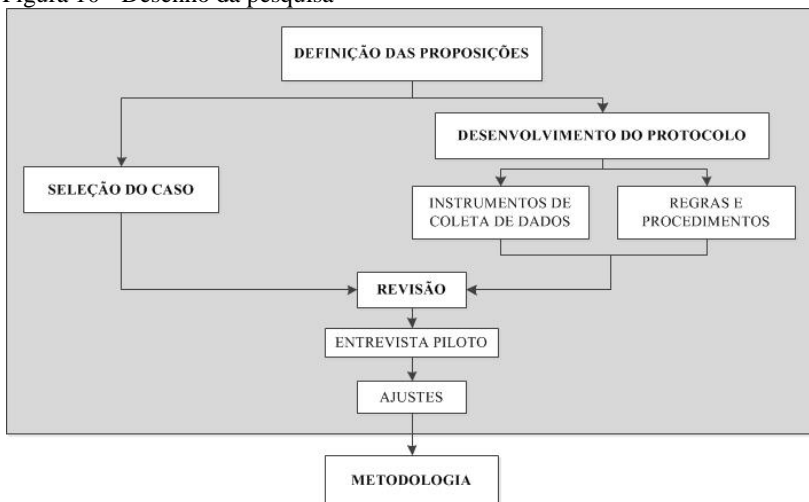 Figura 10 - Desenho da pesquisa
DEFINIÇÃO DAS PROPOSIÇÕES
DESENVOLVIMENTO DO PROTOCOLO
SELEÇÃO DO CASO
INSTRUMENTOS DE
COLETA DE DADOS
REGRAS E
PROCEDIMENTOS
REVISÃO
ENTREVISTA PILOTO
AJUSTES
METODOLOGIA